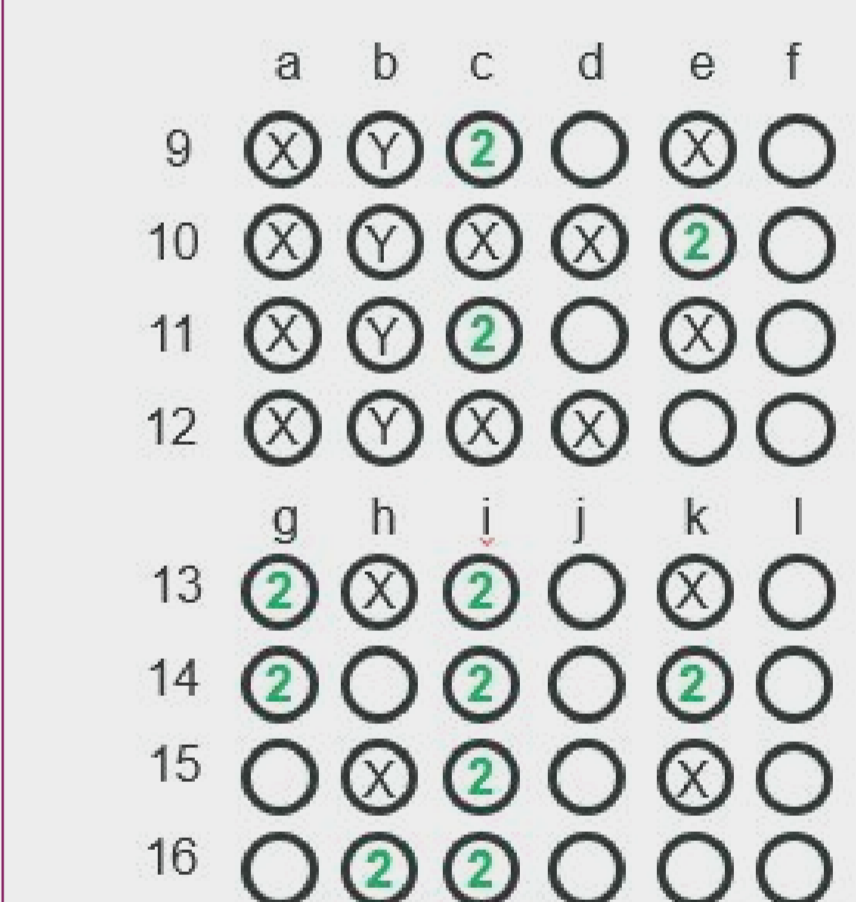 a b c d e f
9 X Y 2 X
10 X Y X X 2
11 X Y 2 X
12 X Y X X
g h i j k l
13 2 X 2 X
14 2 2 2
15 X 2 X
16 2 2